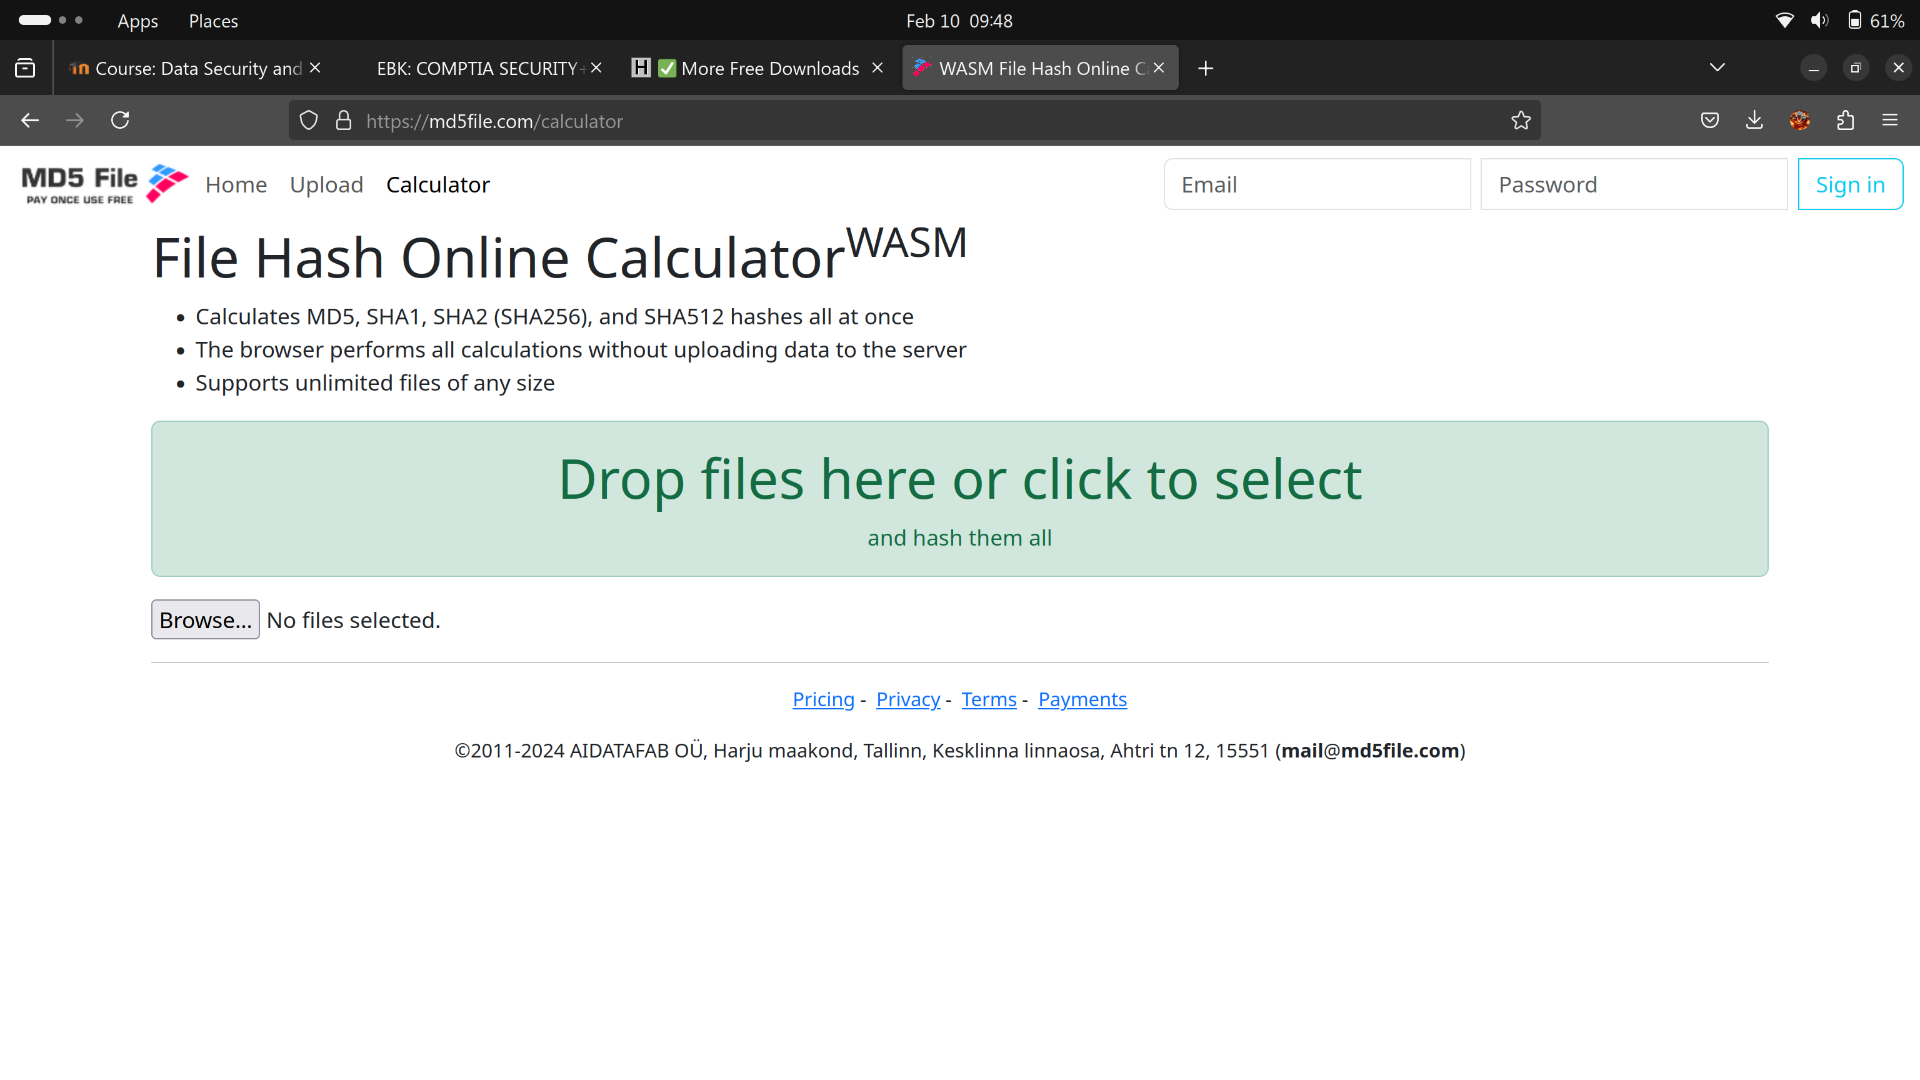 Apps Places Feb 10 09:48 61%
Course: Data Security and EBK: COMPTIA SECURITY+ H ✅ More Free Downloads WASM File Hash Online C
https://md5file.com/calculator
MD5 File
PAY ONCE USE FREE
Home Upload Calculator Email Password Sign in
File Hash Online Calculator WASM
• Calculates MD5, SHA1, SHA2 (SHA256), and SHA512 hashes all at once
• The browser performs all calculations without uploading data to the server
• Supports unlimited files of any size
Drop files here or click to select
and hash them all
Browse... No files selected.
Pricing - Privacy - Terms - Payments
©2011-2024 AIDATAFAB OÜ, Harju maakond, Tallinn, Kesklinna linnaosa, Ahtri tn 12, 15551 (mail@md5file.com)